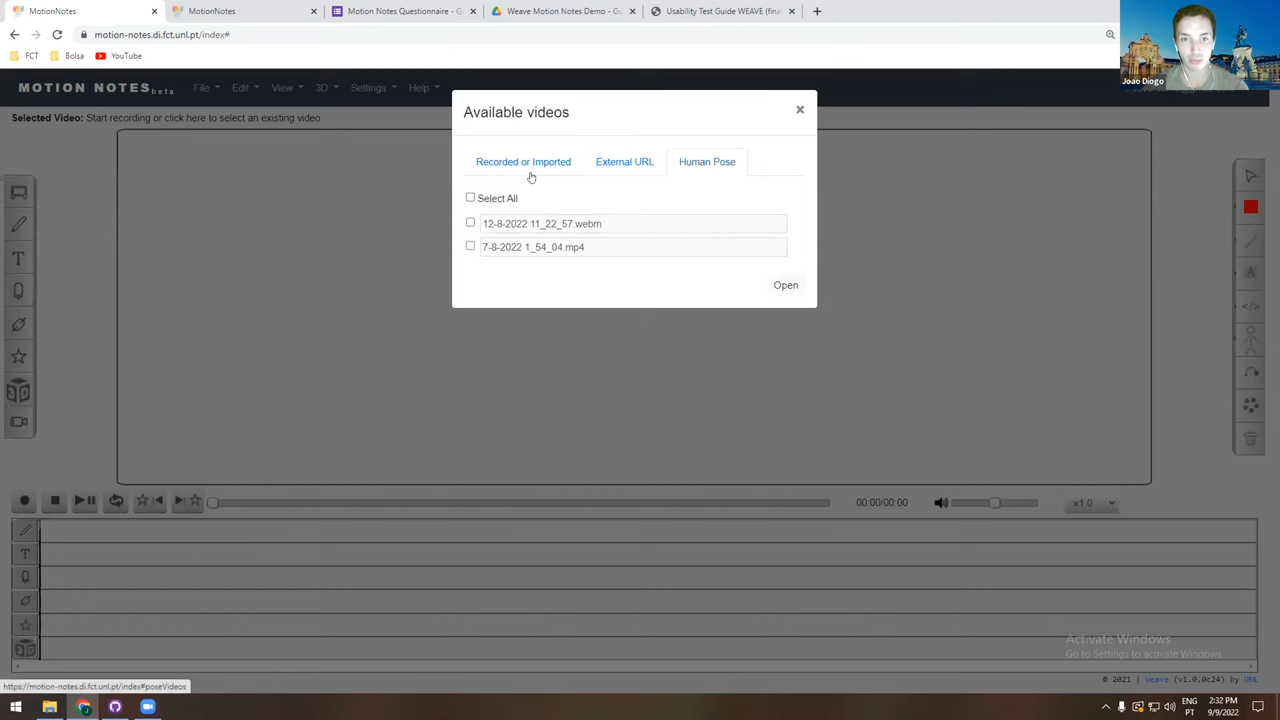 MotionNotes
MotionNotes
Motion Notes Questionnaire - G
Weave Motion Notes Demo - Go
Usability Test Guide WEAVE (fina
motion-notes.di.fct.unl.pt/index#
FCT
Bolsa
YouTube
Joao Diogo
MOTION NOTES beta
File
Edit
View
3D
Settings
Help
Selected Video: Start recording or click here to select an existing video
Available videos
×
Recorded or Imported
External URL
Human Pose
Select All
12-8-2022 11_22_57.webm
7-8-2022 1_54_04.mp4
Open
T
3D
A
</>
00:00/00:00
x1.0
T
3D
Activate Windows
Go to Settings to activate Windows.
© 2021 | Weave (v1.0.0c24) by UNL
https://motion-notes.di.fct.unl.pt/index#poseVideos
ENG
PT
2:32 PM
9/9/2022